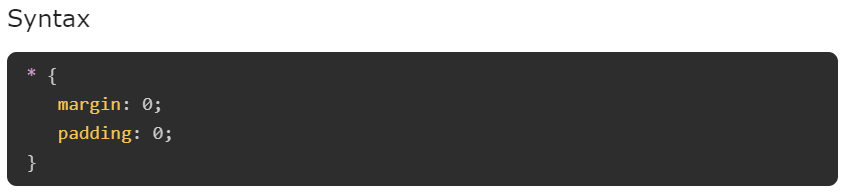 Syntax
* {
margin: 0;
padding: 0;
}